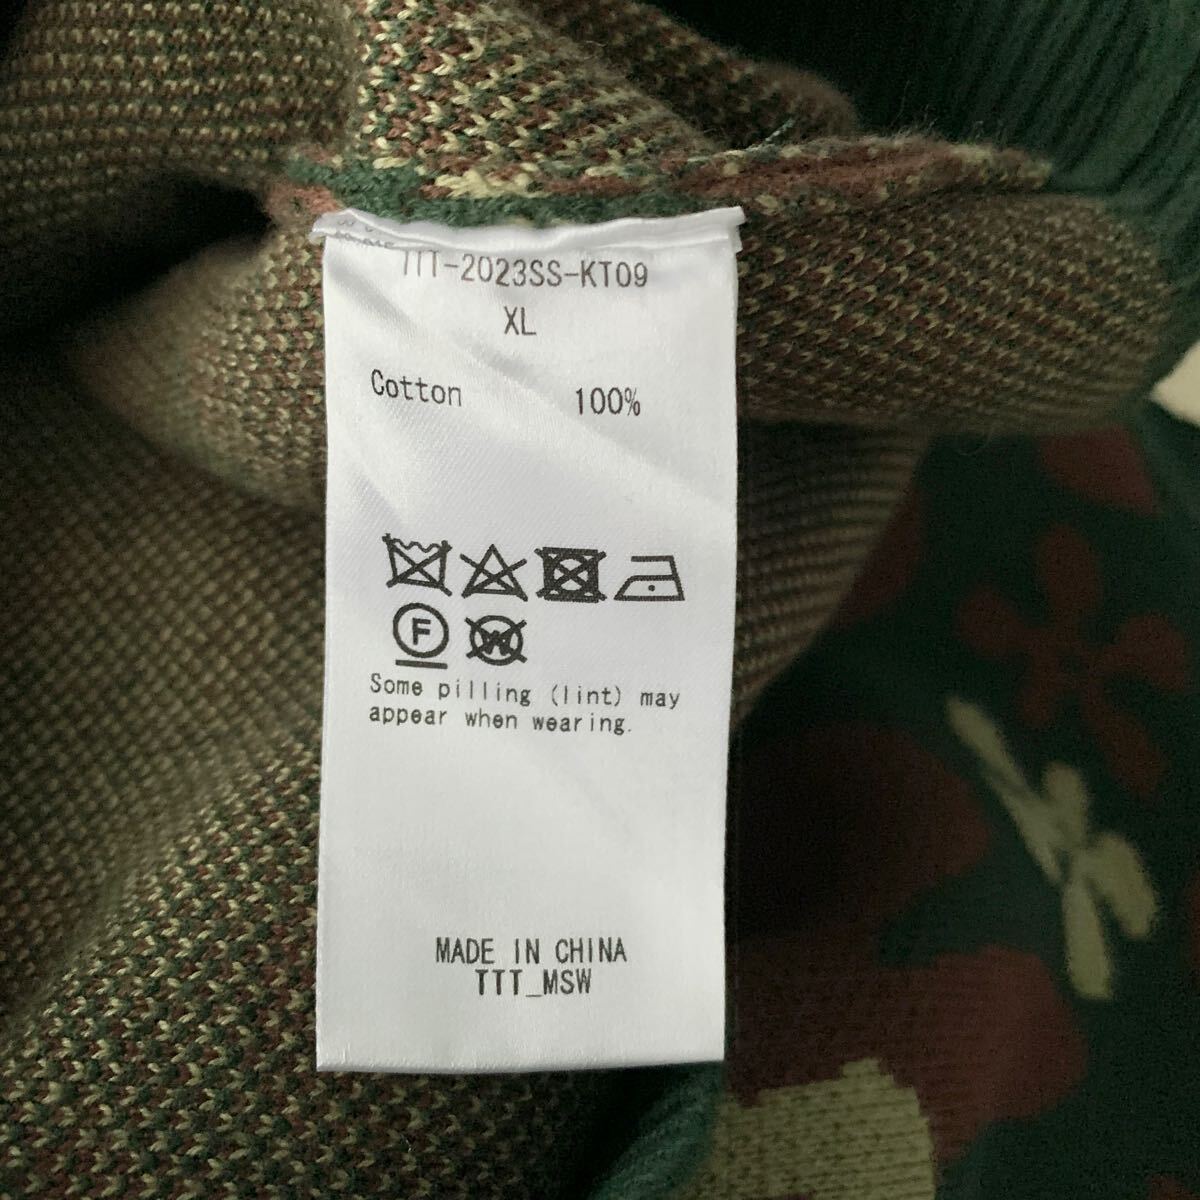 TTT-2023SS-KT09
XL
Cotton 100%
F
W
Some pilling (lint) may
appear when wearing.
MADE IN CHINA
TTT_MSW